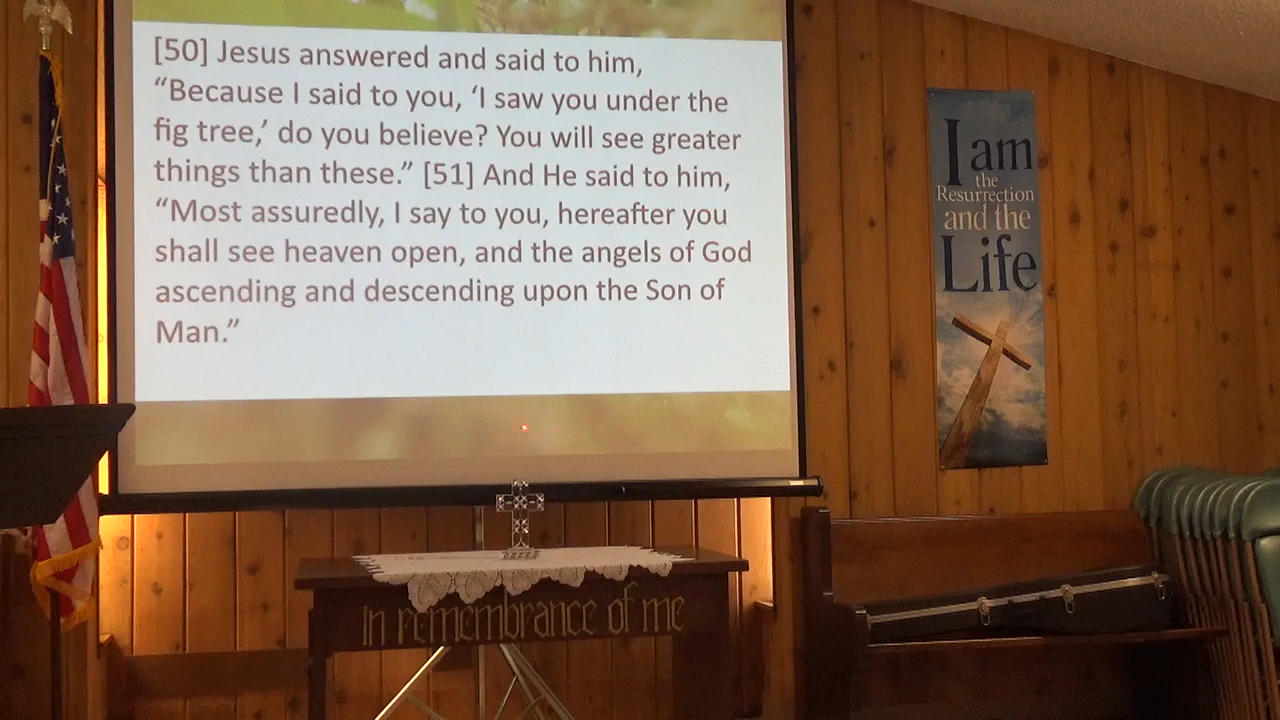 [50] Jesus answered and said to him,
“Because I said to you, ‘I saw you under the
fig tree,’ do you believe? You will see greater
things than these.” [51] And He said to him,
“Most assuredly, I say to you, hereafter you
shall see heaven open, and the angels of God
ascending and descending upon the Son of
Man.”
I am
the
Resurrection
and the
Life
in remembrance of me